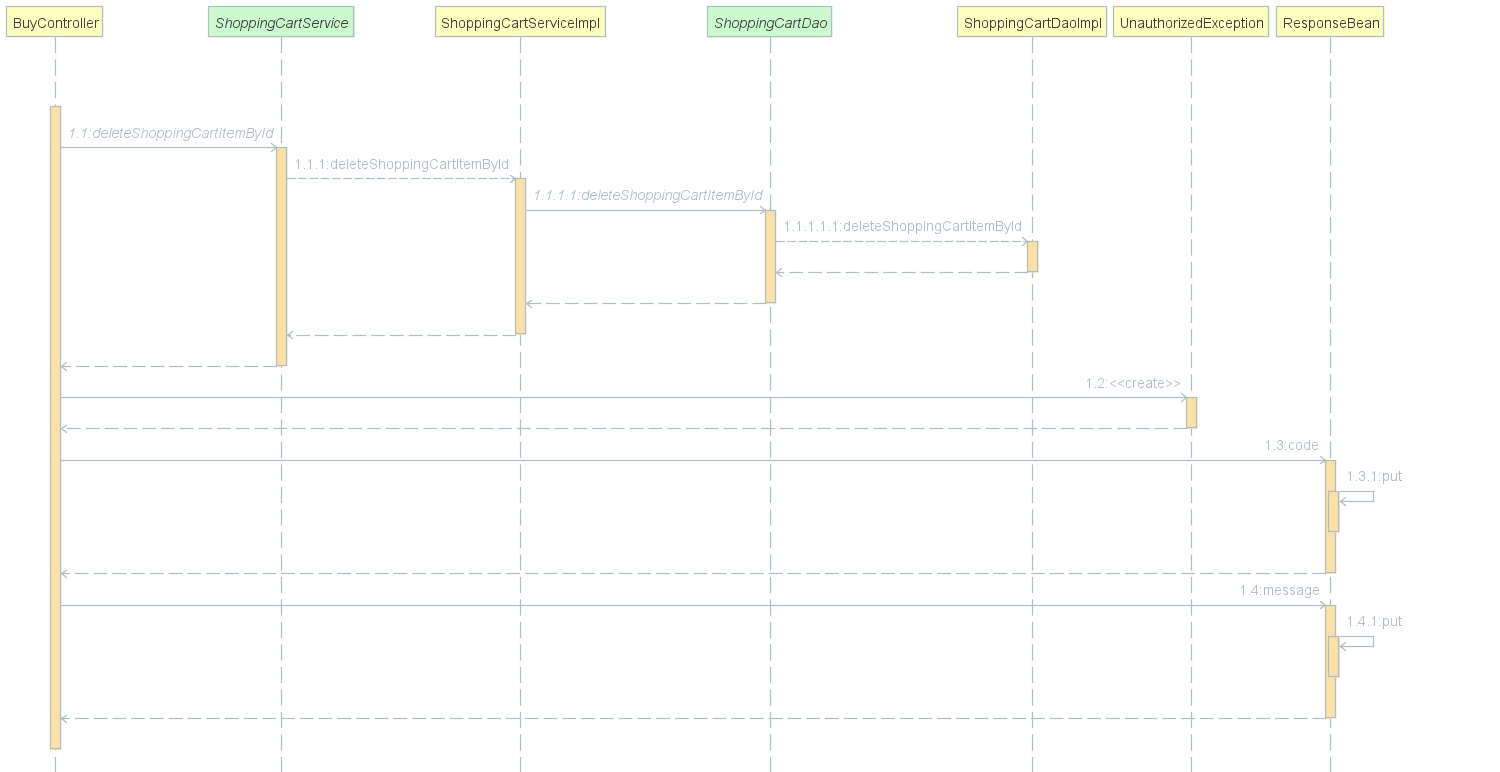 BuyController
ShoppingCartService
ShoppingCartServiceImpl
ShoppingCartDao
ShoppingCartDaoImpl
UnauthorizedException
ResponseBean
1.1:deleteShoppingCartItemById
1.1.1:deleteShoppingCartItemById
1.1.1.1:deleteShoppingCartItemById
1.1.1.1.1:deleteShoppingCartItemById
1.2:<<create>>
1.3:code
1.3.1:put
1.4:message
1.4.1:put